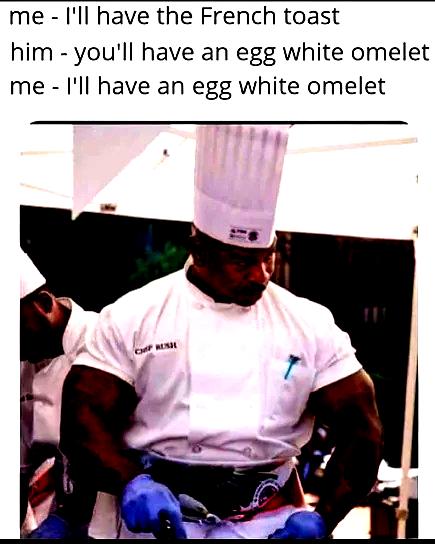 me - I'll have the French toast
him - you'll have an egg white omelet
me - I'll have an egg white omelet
CHEF RUSH